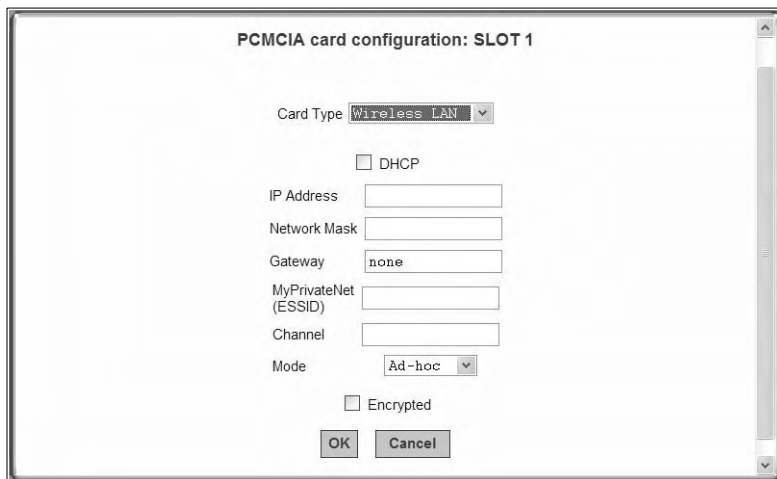 PCMCIA card configuration: SLOT 1
Card Type Wireless LAN
DHCP
IP Address
Network Mask
Gateway none
MyPrivateNet
(ESSID)
Channel
Mode Ad-hoc
Encrypted
OK Cancel